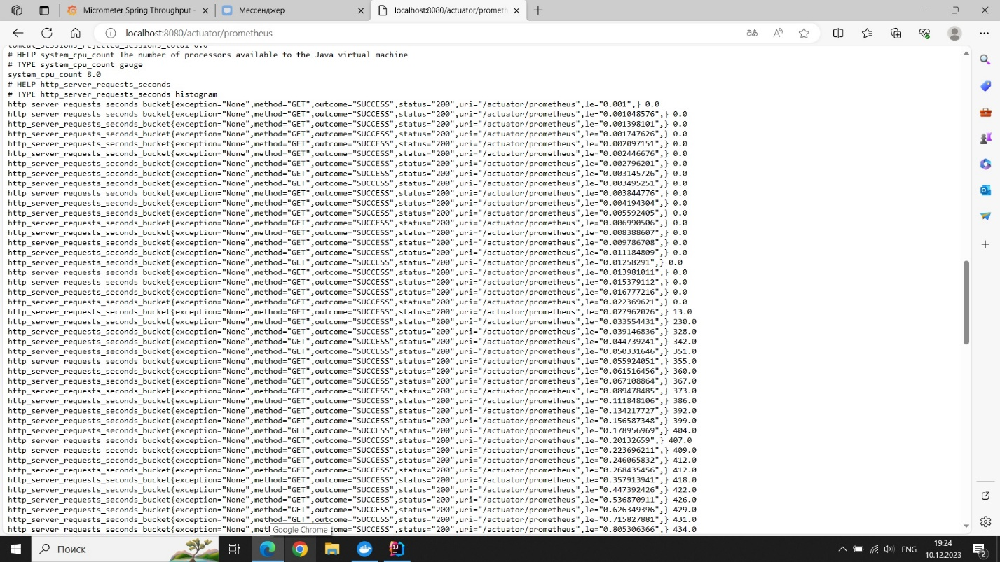 Micrometer Spring Throughput
Мессенджер
localhost:8080/actuator/prometh
localhost:8080/actuator/prometheus
tomcat_sessions_rejected_sessions_total 0.0
# HELP system_cpu_count The number of processors available to the Java virtual machine
# TYPE system_cpu_count gauge
system_cpu_count 8.0
# HELP http_server_requests_seconds
# TYPE http_server_requests_seconds histogram
http_server_requests_seconds_bucket{exception="None",method="GET",outcome="SUCCESS",status="200",uri="/actuator/prometheus",le="0.001",} 0.0
http_server_requests_seconds_bucket{exception="None",method="GET",outcome="SUCCESS",status="200",uri="/actuator/prometheus",le="0.001048576",} 0.0
http_server_requests_seconds_bucket{exception="None",method="GET",outcome="SUCCESS",status="200",uri="/actuator/prometheus",le="0.001398101",} 0.0
http_server_requests_seconds_bucket{exception="None",method="GET",outcome="SUCCESS",status="200",uri="/actuator/prometheus",le="0.001747626",} 0.0
http_server_requests_seconds_bucket{exception="None",method="GET",outcome="SUCCESS",status="200",uri="/actuator/prometheus",le="0.002097151",} 0.0
http_server_requests_seconds_bucket{exception="None",method="GET",outcome="SUCCESS",status="200",uri="/actuator/prometheus",le="0.002446676",} 0.0
http_server_requests_seconds_bucket{exception="None",method="GET",outcome="SUCCESS",status="200",uri="/actuator/prometheus",le="0.002796201",} 0.0
http_server_requests_seconds_bucket{exception="None",method="GET",outcome="SUCCESS",status="200",uri="/actuator/prometheus",le="0.003145726",} 0.0
http_server_requests_seconds_bucket{exception="None",method="GET",outcome="SUCCESS",status="200",uri="/actuator/prometheus",le="0.003495251",} 0.0
http_server_requests_seconds_bucket{exception="None",method="GET",outcome="SUCCESS",status="200",uri="/actuator/prometheus",le="0.003844776",} 0.0
http_server_requests_seconds_bucket{exception="None",method="GET",outcome="SUCCESS",status="200",uri="/actuator/prometheus",le="0.004194304",} 0.0
http_server_requests_seconds_bucket{exception="None",method="GET",outcome="SUCCESS",status="200",uri="/actuator/prometheus",le="0.005592405",} 0.0
http_server_requests_seconds_bucket{exception="None",method="GET",outcome="SUCCESS",status="200",uri="/actuator/prometheus",le="0.006990506",} 0.0
http_server_requests_seconds_bucket{exception="None",method="GET",outcome="SUCCESS",status="200",uri="/actuator/prometheus",le="0.008388607",} 0.0
http_server_requests_seconds_bucket{exception="None",method="GET",outcome="SUCCESS",status="200",uri="/actuator/prometheus",le="0.009786708",} 0.0
http_server_requests_seconds_bucket{exception="None",method="GET",outcome="SUCCESS",status="200",uri="/actuator/prometheus",le="0.011184809",} 0.0
http_server_requests_seconds_bucket{exception="None",method="GET",outcome="SUCCESS",status="200",uri="/actuator/prometheus",le="0.01258291",} 0.0
http_server_requests_seconds_bucket{exception="None",method="GET",outcome="SUCCESS",status="200",uri="/actuator/prometheus",le="0.013981011",} 0.0
http_server_requests_seconds_bucket{exception="None",method="GET",outcome="SUCCESS",status="200",uri="/actuator/prometheus",le="0.015379112",} 0.0
http_server_requests_seconds_bucket{exception="None",method="GET",outcome="SUCCESS",status="200",uri="/actuator/prometheus",le="0.016777216",} 0.0
http_server_requests_seconds_bucket{exception="None",method="GET",outcome="SUCCESS",status="200",uri="/actuator/prometheus",le="0.022369621",} 0.0
http_server_requests_seconds_bucket{exception="None",method="GET",outcome="SUCCESS",status="200",uri="/actuator/prometheus",le="0.027962026",} 13.0
http_server_requests_seconds_bucket{exception="None",method="GET",outcome="SUCCESS",status="200",uri="/actuator/prometheus",le="0.033554431",} 230.0
http_server_requests_seconds_bucket{exception="None",method="GET",outcome="SUCCESS",status="200",uri="/actuator/prometheus",le="0.039146836",} 328.0
http_server_requests_seconds_bucket{exception="None",method="GET",outcome="SUCCESS",status="200",uri="/actuator/prometheus",le="0.044739241",} 342.0
http_server_requests_seconds_bucket{exception="None",method="GET",outcome="SUCCESS",status="200",uri="/actuator/prometheus",le="0.050331646",} 351.0
http_server_requests_seconds_bucket{exception="None",method="GET",outcome="SUCCESS",status="200",uri="/actuator/prometheus",le="0.055924051",} 355.0
http_server_requests_seconds_bucket{exception="None",method="GET",outcome="SUCCESS",status="200",uri="/actuator/prometheus",le="0.061516456",} 360.0
http_server_requests_seconds_bucket{exception="None",method="GET",outcome="SUCCESS",status="200",uri="/actuator/prometheus",le="0.067108864",} 367.0
http_server_requests_seconds_bucket{exception="None",method="GET",outcome="SUCCESS",status="200",uri="/actuator/prometheus",le="0.089478485",} 373.0
http_server_requests_seconds_bucket{exception="None",method="GET",outcome="SUCCESS",status="200",uri="/actuator/prometheus",le="0.111848106",} 386.0
http_server_requests_seconds_bucket{exception="None",method="GET",outcome="SUCCESS",status="200",uri="/actuator/prometheus",le="0.134217727",} 392.0
http_server_requests_seconds_bucket{exception="None",method="GET",outcome="SUCCESS",status="200",uri="/actuator/prometheus",le="0.156587348",} 399.0
http_server_requests_seconds_bucket{exception="None",method="GET",outcome="SUCCESS",status="200",uri="/actuator/prometheus",le="0.178956969",} 404.0
http_server_requests_seconds_bucket{exception="None",method="GET",outcome="SUCCESS",status="200",uri="/actuator/prometheus",le="0.20132659",} 407.0
http_server_requests_seconds_bucket{exception="None",method="GET",outcome="SUCCESS",status="200",uri="/actuator/prometheus",le="0.223696211",} 409.0
http_server_requests_seconds_bucket{exception="None",method="GET",outcome="SUCCESS",status="200",uri="/actuator/prometheus",le="0.246065832",} 412.0
http_server_requests_seconds_bucket{exception="None",method="GET",outcome="SUCCESS",status="200",uri="/actuator/prometheus",le="0.268435456",} 412.0
http_server_requests_seconds_bucket{exception="None",method="GET",outcome="SUCCESS",status="200",uri="/actuator/prometheus",le="0.357913941",} 418.0
http_server_requests_seconds_bucket{exception="None",method="GET",outcome="SUCCESS",status="200",uri="/actuator/prometheus",le="0.447392426",} 422.0
http_server_requests_seconds_bucket{exception="None",method="GET",outcome="SUCCESS",status="200",uri="/actuator/prometheus",le="0.536870911",} 426.0
http_server_requests_seconds_bucket{exception="None",method="GET",outcome="SUCCESS",status="200",uri="/actuator/prometheus",le="0.626349396",} 429.0
http_server_requests_seconds_bucket{exception="None",method="GET",outcome="SUCCESS",status="200",uri="/actuator/prometheus",le="0.715827881",} 431.0
http_server_requests_seconds_bucket{exception="None",met outcome="SUCCESS",status="200",uri="/actuator/prometheus",le="0.805306366",} 434.0
Google Chrome
Поиск
ENG
19:24
10.12.2023
2